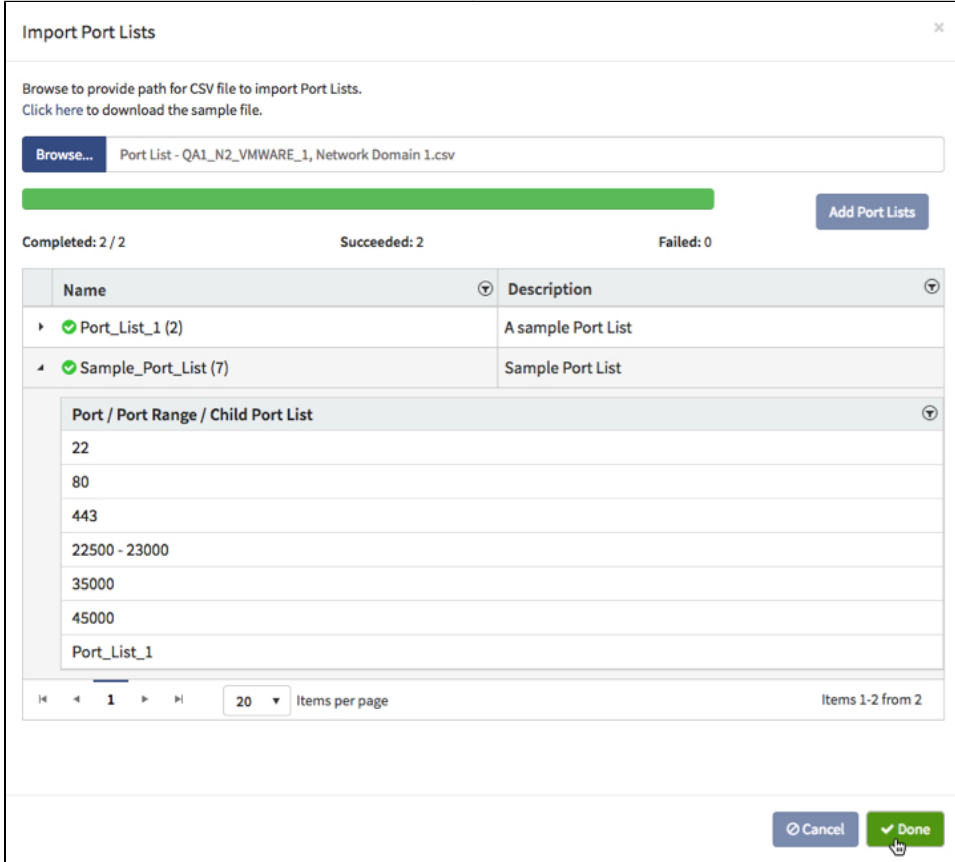 Import Port Lists
Browse to provide path for CSV file to import Port Lists.
Click here to download the sample file.
Browse... Port List - QA1_N2_VMWARE_1, Network Domain 1.csv
Add Port Lists
Completed: 2 / 2 Succeeded: 2 Failed: 0
Name Description
Port_List_1 (2) A sample Port List
Sample_Port_List (7) Sample Port List
Port / Port Range / Child Port List
22
80
443
22500 - 23000
35000
45000
Port_List_1
1 20 Items per page Items 1-2 from 2
Cancel Done